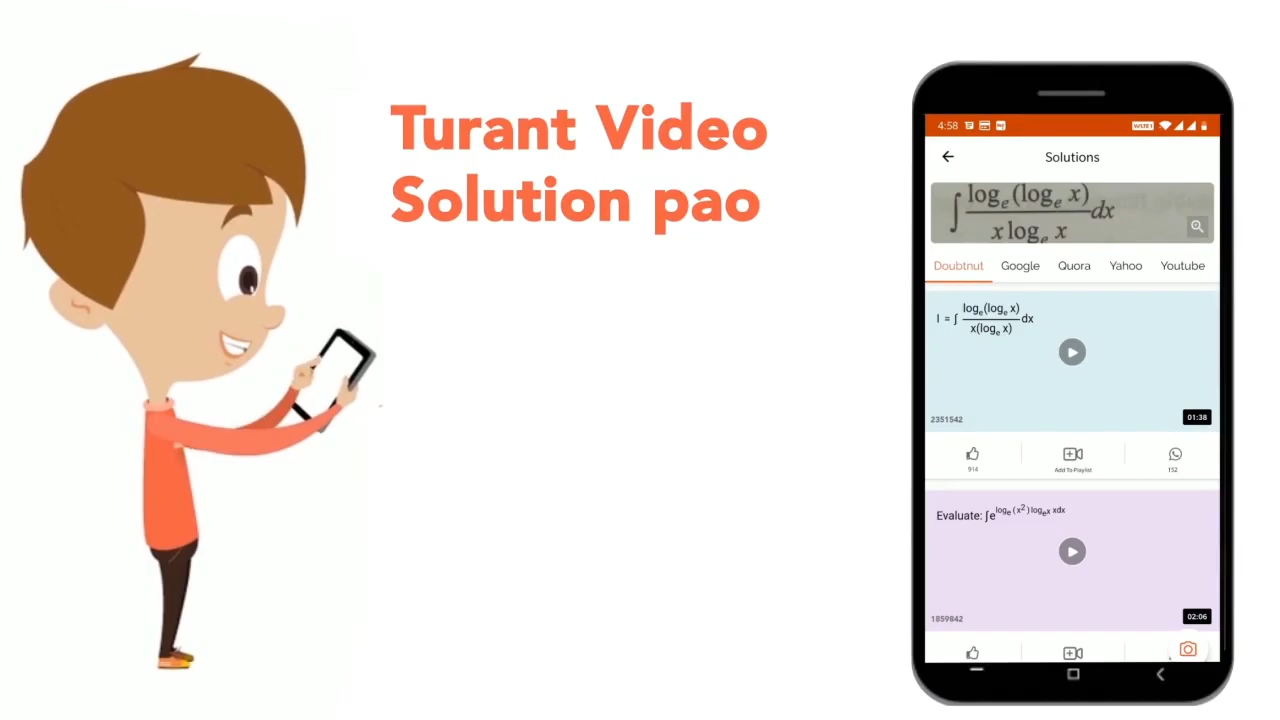 Turant Video
Solution pao
4:58
VoLTE1
Solutions
∫ logₑ(logₑ x) / x logₑ x dx
Doubtnut Google Quora Yahoo Youtube
I = ∫ logₑ(logₑ x) / x(logₑ x) dx
2351542 01:38
914 Add To Playlist 152
Evaluate: ∫e^logₑ(x²)logₑx xdx
1859842 02:06